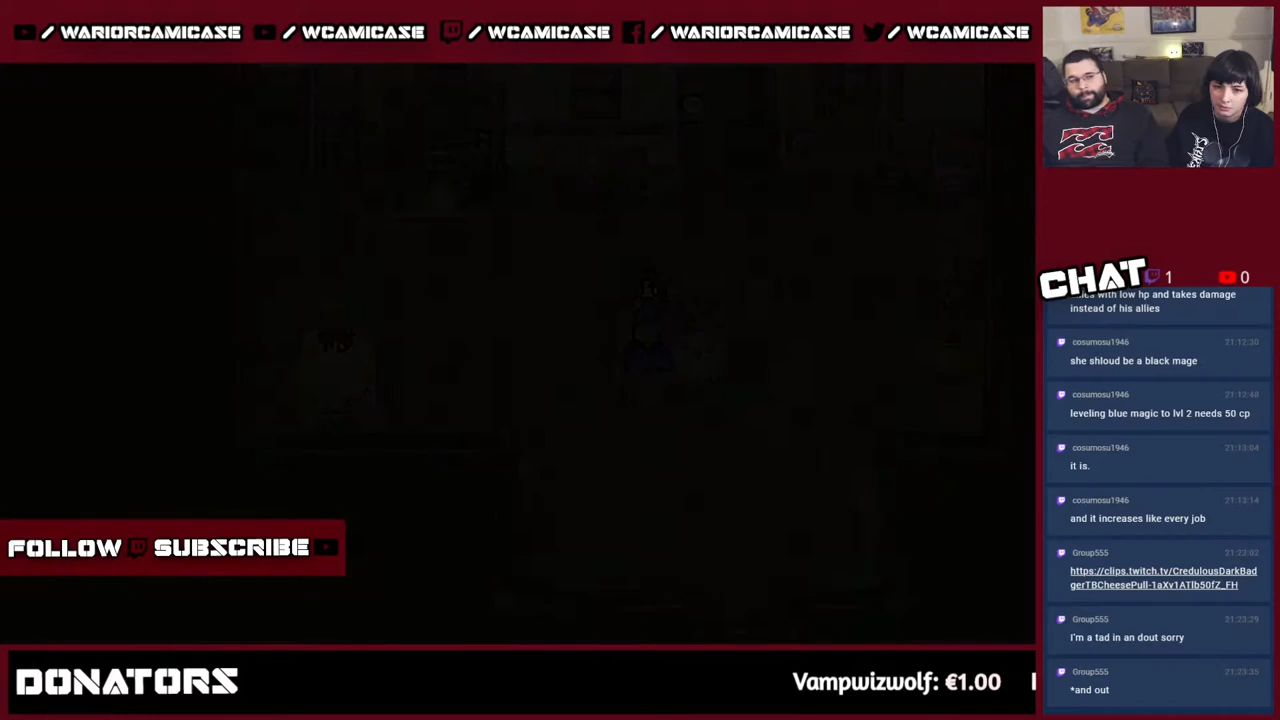 / WARIORCAMICASE / WCAMICASE / WCAMICASE / WARIORCAMICASE / WCAMICASE
CHAT 1 0
instead of his allies
with low hp and takes damage
cosumosu1946 21:12:30
she shloud be a black mage
cosumosu1946 21:12:48
leveling blue magic to lvl 2 needs 50 cp
cosumosu1946 21:13:04
it is.
cosumosu1946 21:13:14
and it increases like every job
Group555 21:23:02
https://clips.twitch.tv/CredulousDarkBad
gerTBCheesePull-1aXv1ATlb50fZ_FH
Group555 21:23:29
I'm a tad in an dout sorry
Group555 21:23:35
*and out
FOLLOW SUBSCRIBE
DONATORS Vampwizwolf: €1.00